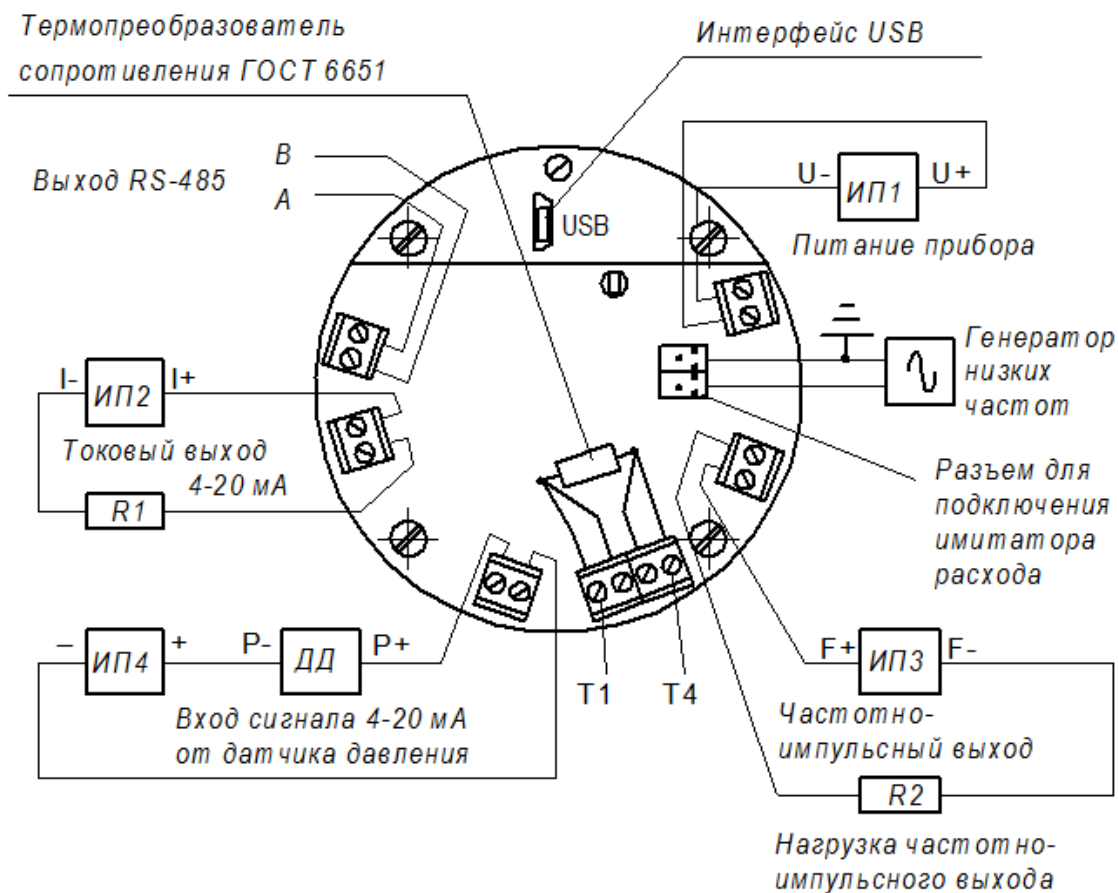 Термопреобразователь
сопротивления ГОСТ 6651
Интерфейс USB
B
A
Выход RS-485
USB
U-
ИП1
U+
Питание прибора
Генератор
низких
частот
I-
ИП2
I+
Токовый выход
4-20 мА
R1
Разъем для
подключения
имитатора
расхода
–
ИП4
+
P-
ДД
P+
Вход сигнала 4-20 мА
от датчика давления
T1
T4
F+
ИП3
F-
Частотно-
импульсный выход
R2
Нагрузка частотно-
импульсного выхода